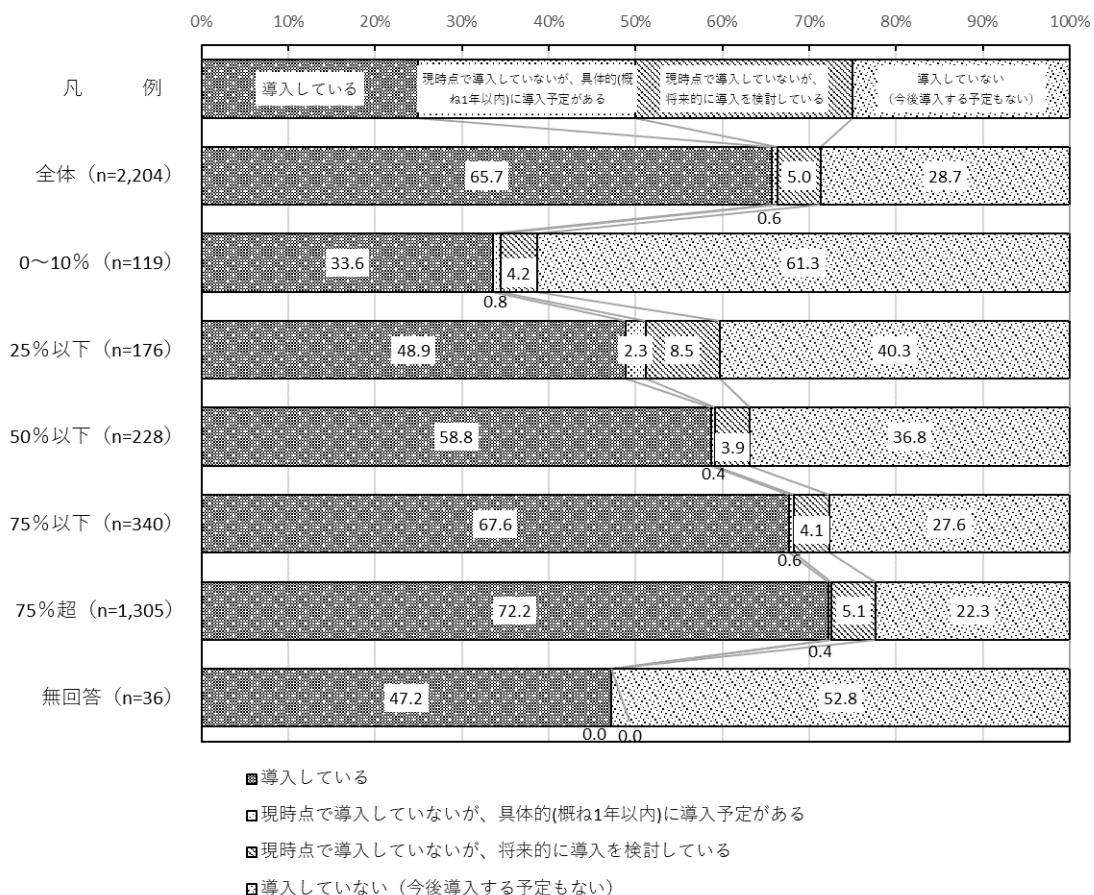 0% 10% 20% 30% 40% 50% 60% 70% 80% 90% 100%
凡 例
導入している
現時点で導入していないが、具体的(概
ね1年以内)に導入予定がある
現時点で導入していないが、
将来的に導入を検討している
導入していない
（今後導入する予定もない）
全体（n=2,204）
65.7 5.0 28.7
0.6
0～10％（n=119）
33.6 4.2 61.3
0.8
25％以下（n=176）
48.9 2.3 8.5 40.3
50％以下（n=228）
58.8 3.9 36.8
0.4
75％以下（n=340）
67.6 4.1 27.6
0.6
75％超（n=1,305）
72.2 5.1 22.3
0.4
無回答（n=36）
47.2 52.8
0.0 0.0
導入している
現時点で導入していないが、具体的(概ね1年以内)に導入予定がある
現時点で導入していないが、将来的に導入を検討している
導入していない（今後導入する予定もない）